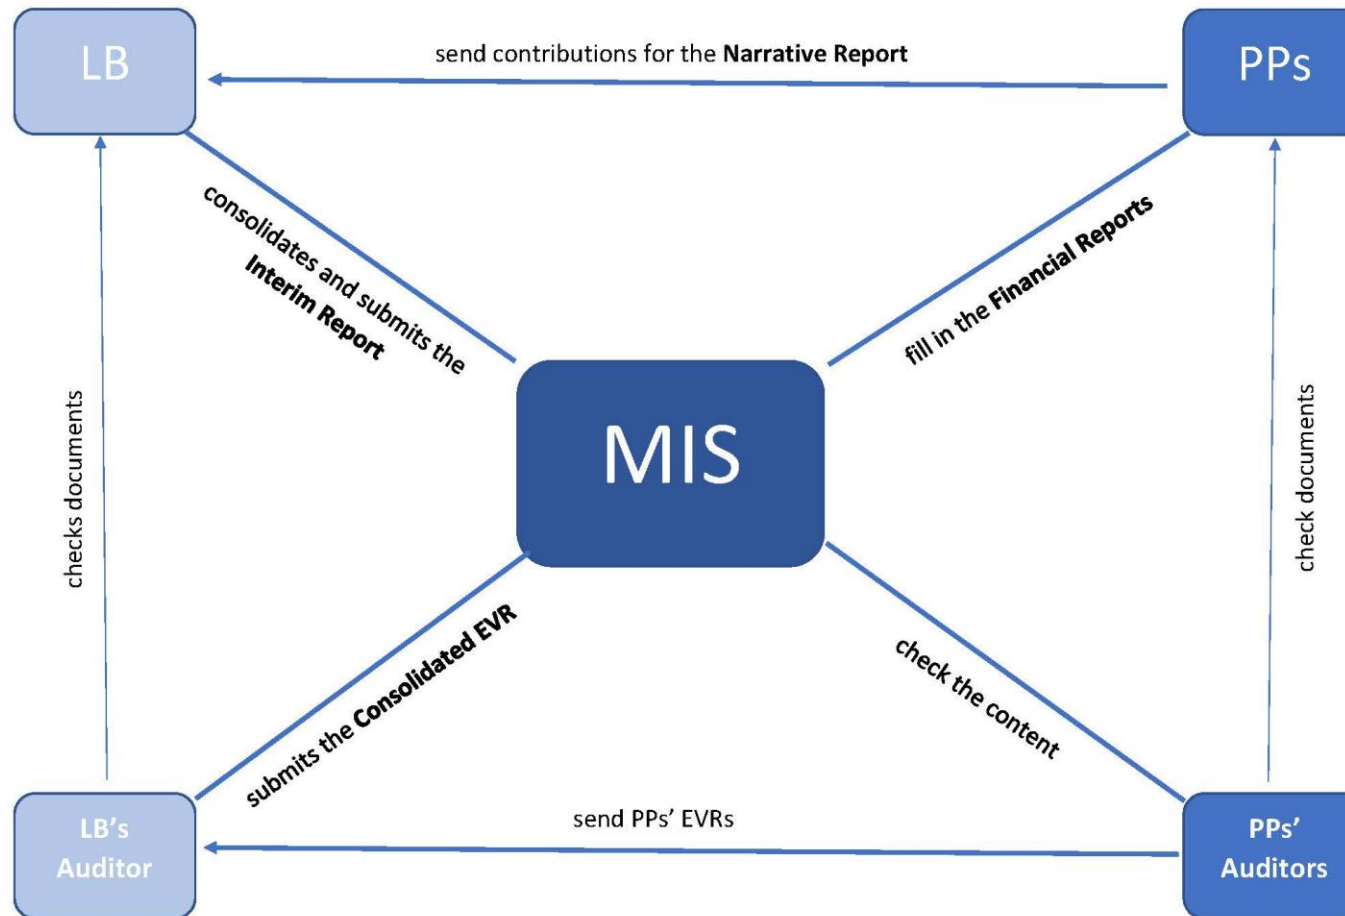 LB
send contributions for the Narrative Report
PPs
consolidates and submits the
Interim Report
fill in the Financial Reports
checks documents
MIS
check documents
submits the Consolidated EVR
check the content
LB's
Auditor
send PPs' EVRs
PPs'
Auditors